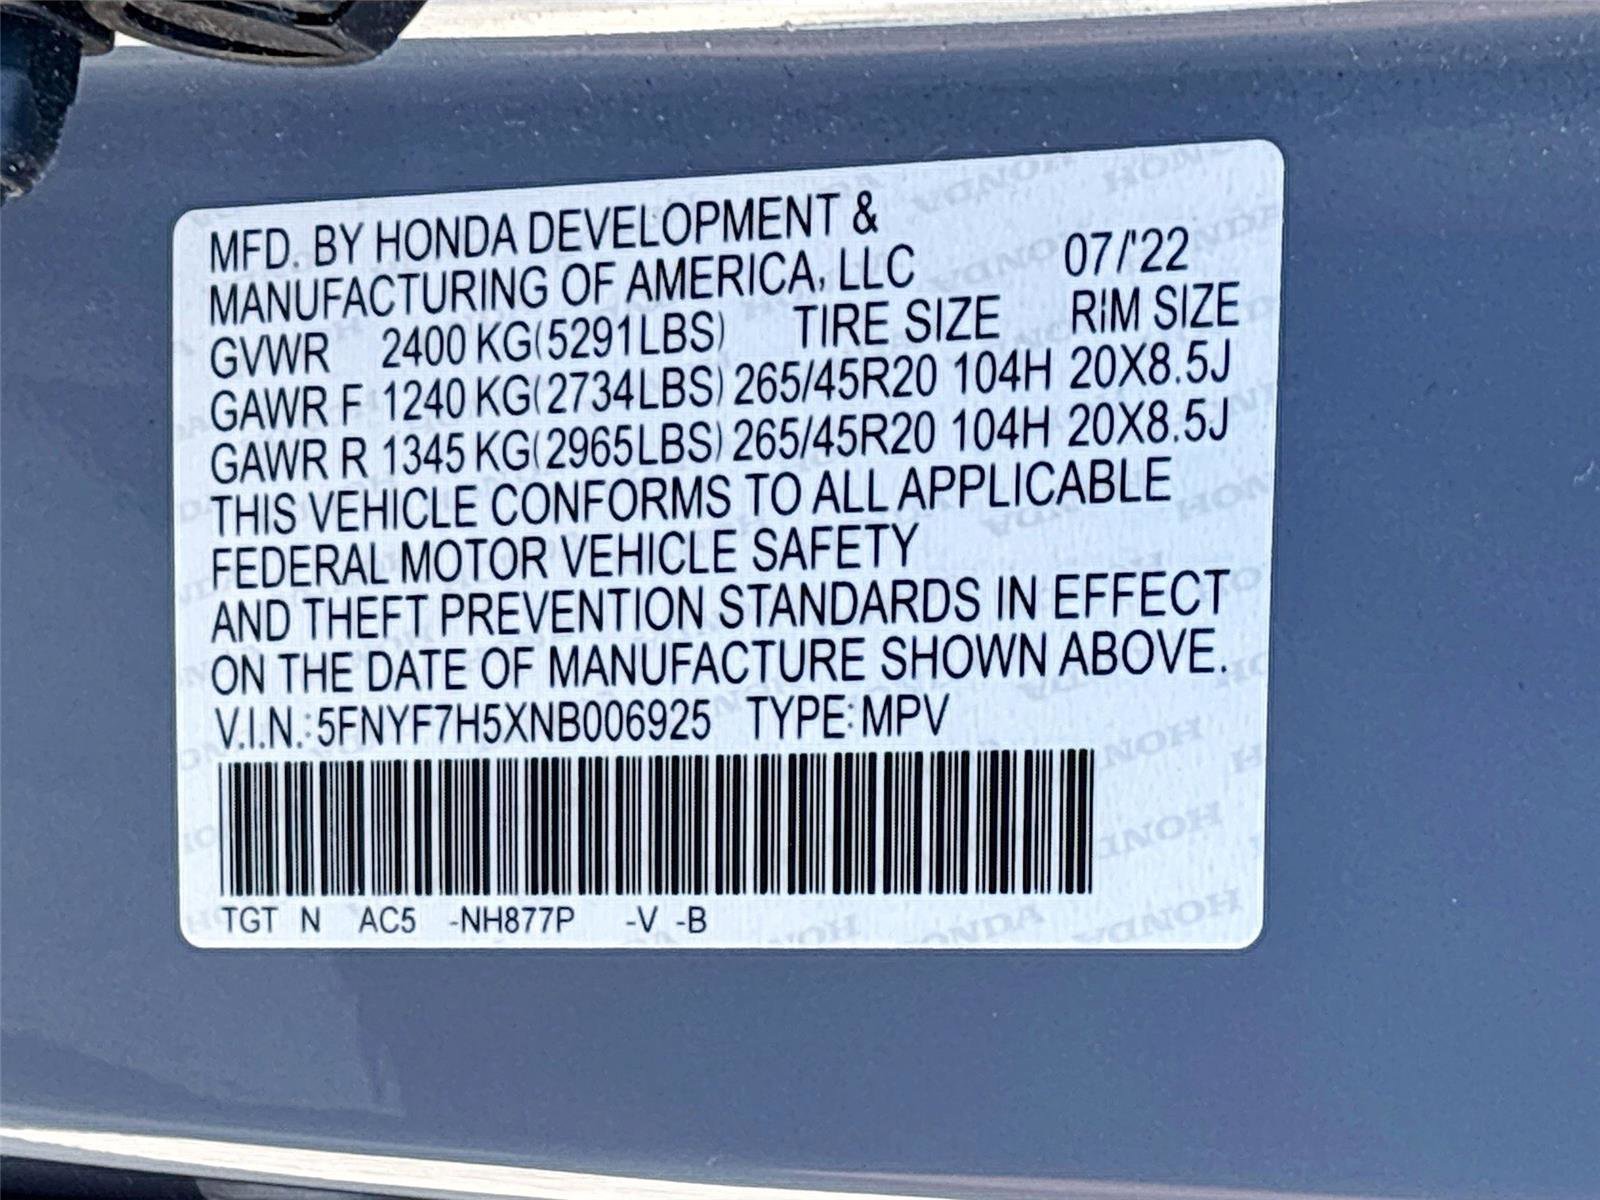 MFD. BY HONDA DEVELOPMENT &
MANUFACTURING OF AMERICA, LLC 07/'22
GVWR 2400 KG(5291LBS) TIRE SIZE RIM SIZE
GAWR F 1240 KG(2734LBS) 265/45R20 104H 20X8.5J
GAWR R 1345 KG(2965LBS) 265/45R20 104H 20X8.5J
THIS VEHICLE CONFORMS TO ALL APPLICABLE
FEDERAL MOTOR VEHICLE SAFETY
AND THEFT PREVENTION STANDARDS IN EFFECT
ON THE DATE OF MANUFACTURE SHOWN ABOVE.
V.I.N.:5FNYF7H5XNB006925 TYPE:MPV
TGT N AC5 -NH877P -V -B